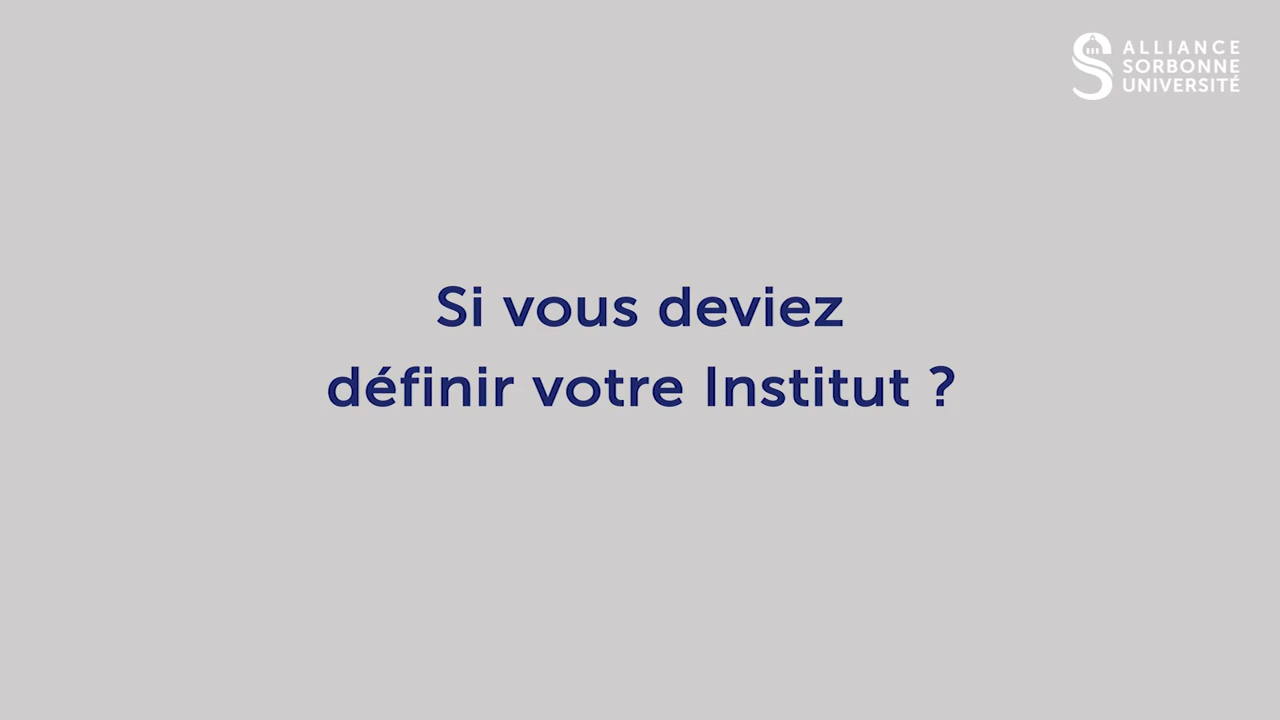 ALLIANCE
SORBONNE
UNIVERSITÉ
Si vous deviez
définir votre Institut ?